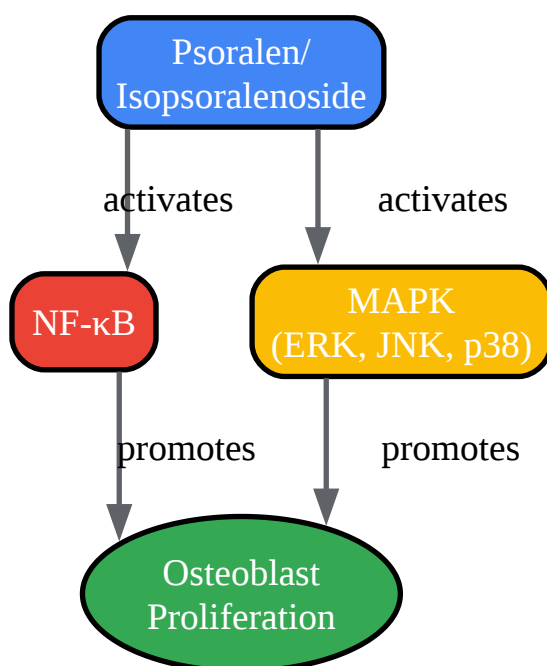 Psoralen/
Isopsoralenoside
activates
activates
NF-κB
MAPK
(ERK, JNK, p38)
promotes
promotes
Osteoblast
Proliferation